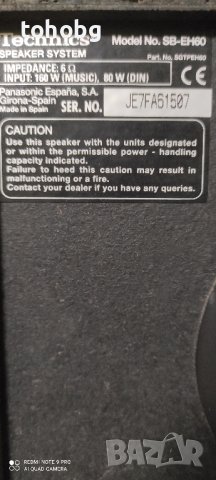 Technics
Model No. SB-EH60
SPEAKER SYSTEM
Part. No. SGTFEH60
IMPEDANCE: 6 Ω
INPUT: 160 W (MUSIC), 80 W (DIN)
CE
Panasonic España, S.A.
Girona-Spain
Made in Spain
SER. NO. JE7FA61507
CAUTION
Use this speaker with the units designated
or within the permissible power - handling
capacity indicated.
Failure to heed this caution may result in
malfunctioning or a fire.
Contact your dealer if you have any queries.
REDMI NOTE 9 PRO
AI QUAD CAMERA
bazar